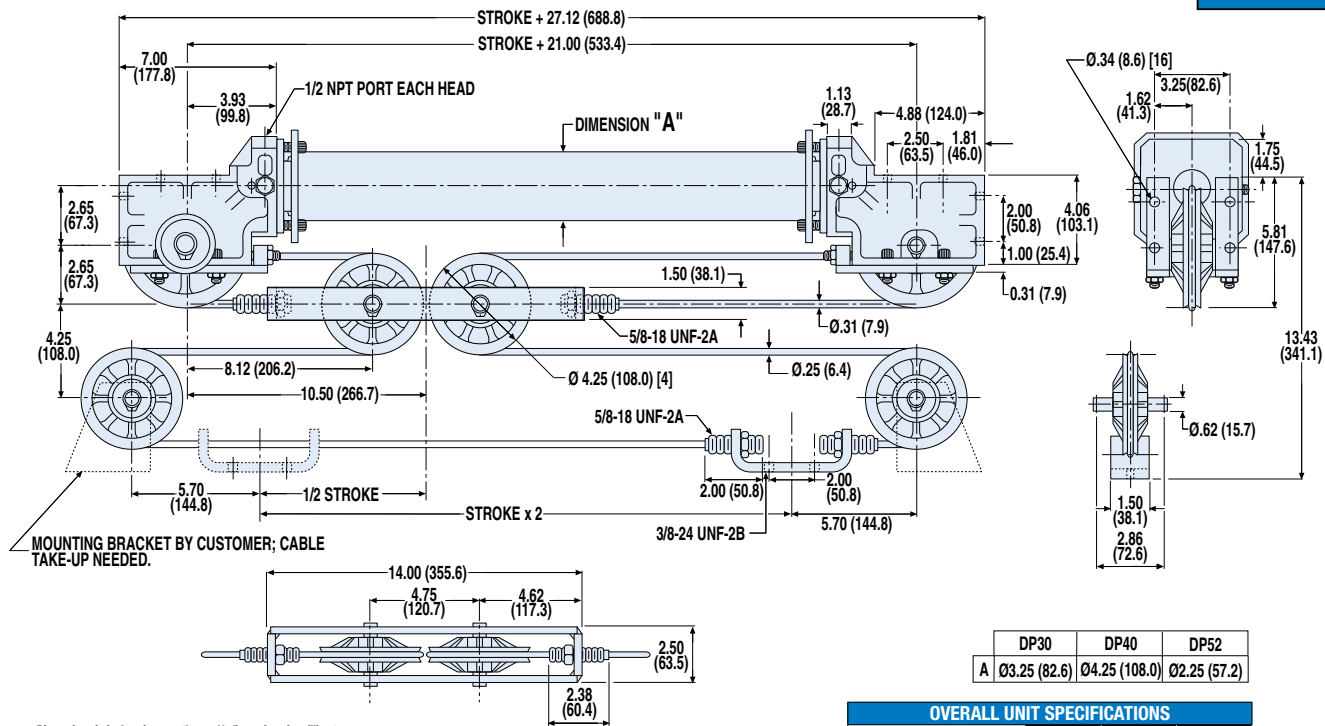 STROKE + 27.12 (688.8)
STROKE + 21.00 (533.4)
7.00
(177.8)
3.93
(99.8)
1/2 NPT PORT EACH HEAD
DIMENSION "A"
1.13
(28.7)
4.88 (124.0)
2.50
(63.5)
1.81
(46.0)
Ø.34 (8.6) [16]
3.25(82.6)
1.62
(41.3)
1.75
(44.5)
2.65
(67.3)
2.65
(67.3)
4.25
(108.0)
2.00
(50.8)
4.06
(103.1)
1.00 (25.4)
0.31 (7.9)
5.81
(147.6)
13.43
(341.1)
1.50 (38.1)
5/8-18 UNF-2A
Ø.31 (7.9)
8.12 (206.2)
10.50 (266.7)
Ø 4.25 (108.0) [4]
Ø.25 (6.4)
5/8-18 UNF-2A
Ø.62 (15.7)
5.70
(144.8)
1/2 STROKE
STROKE x 2
2.00 (50.8)
2.00
(50.8)
5.70 (144.8)
3/8-24 UNF-2B
1.50
(38.1)
2.86
(72.6)
MOUNTING BRACKET BY CUSTOMER; CABLE
TAKE-UP NEEDED.
14.00 (355.6)
4.75
(120.7)
4.62
(117.3)
2.50
(63.5)
2.38
(60.4)
DP30 DP40 DP52
A Ø3.25 (82.6) Ø4.25 (108.0) Ø2.25 (57.2)
OVERALL UNIT SPECIFICATIONS